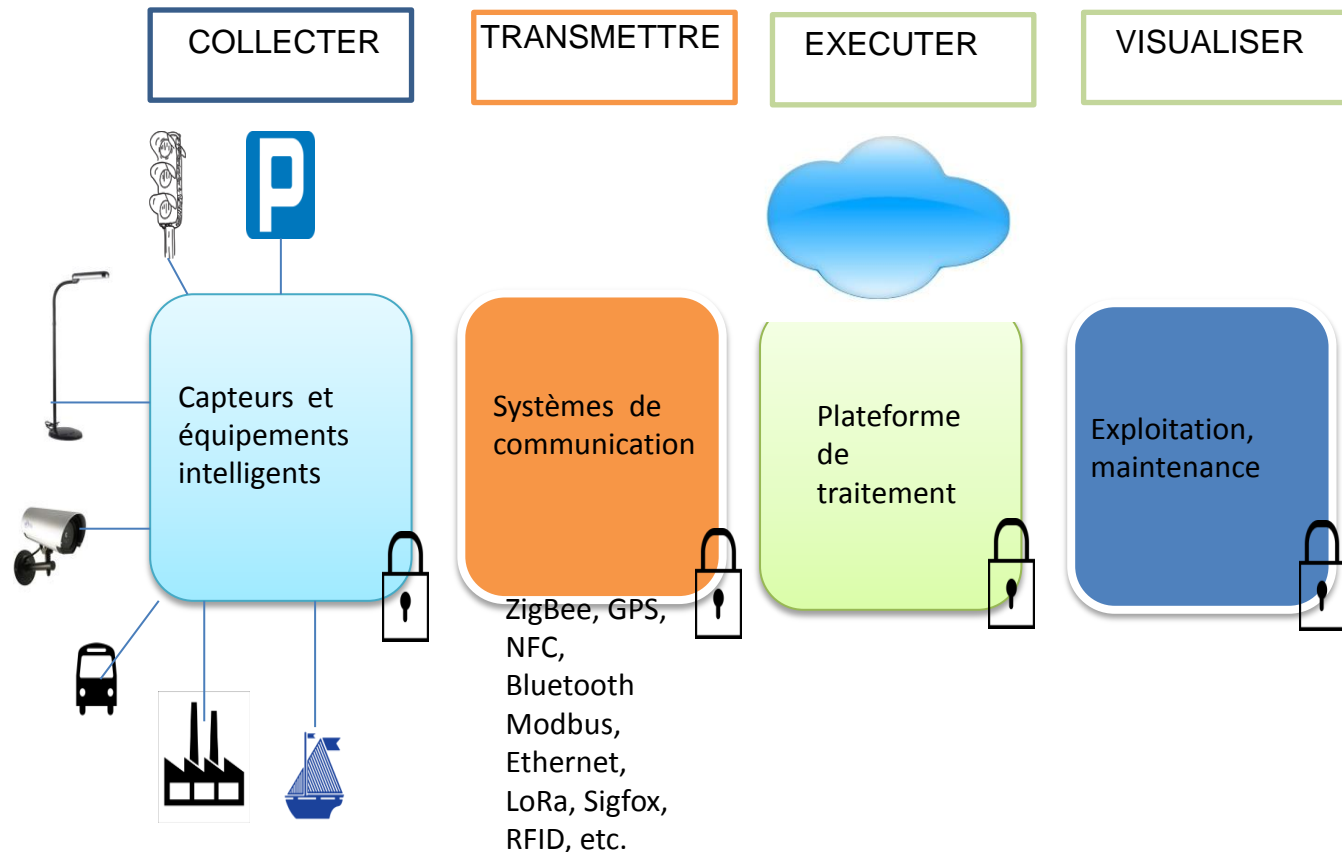 COLLECTER
TRANSMETTRE
EXECUTER
VISUALISER
P
Capteurs et
équipements
intelligents
Systèmes de
communication
Plateforme
de
traitement
Exploitation,
maintenance
ZigBee, GPS,
NFC,
Bluetooth
Modbus,
Ethernet,
LoRa, Sigfox,
RFID, etc.